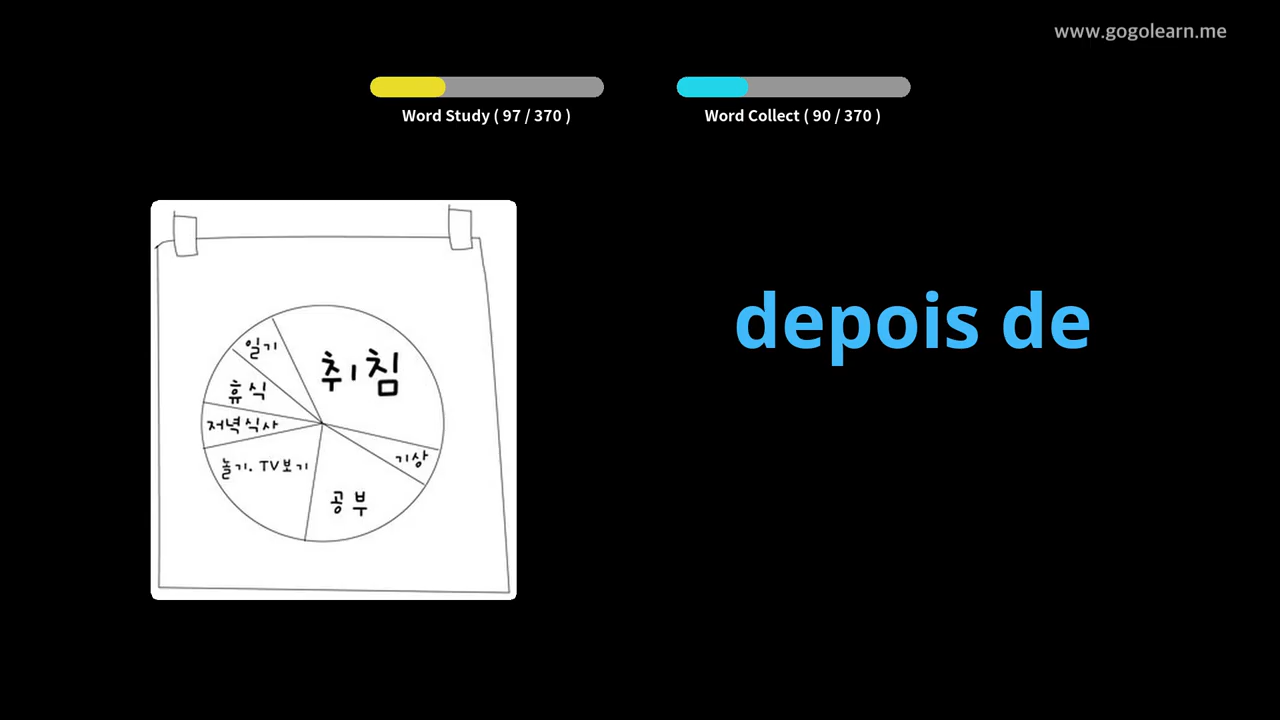 www.gogolearn.me
Word Study ( 97 / 370 )
Word Collect ( 90 / 370 )
일기
취침
휴식
저녁식사
기상
놀기. TV보기
공부
depois de